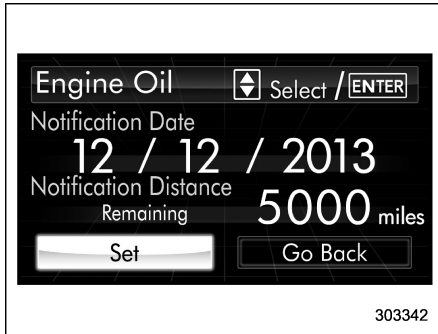 Engine Oil Select / ENTER
Notification Date
12 / 12 / 2013
Notification Distance
Remaining 5000 miles
Set Go Back
303342